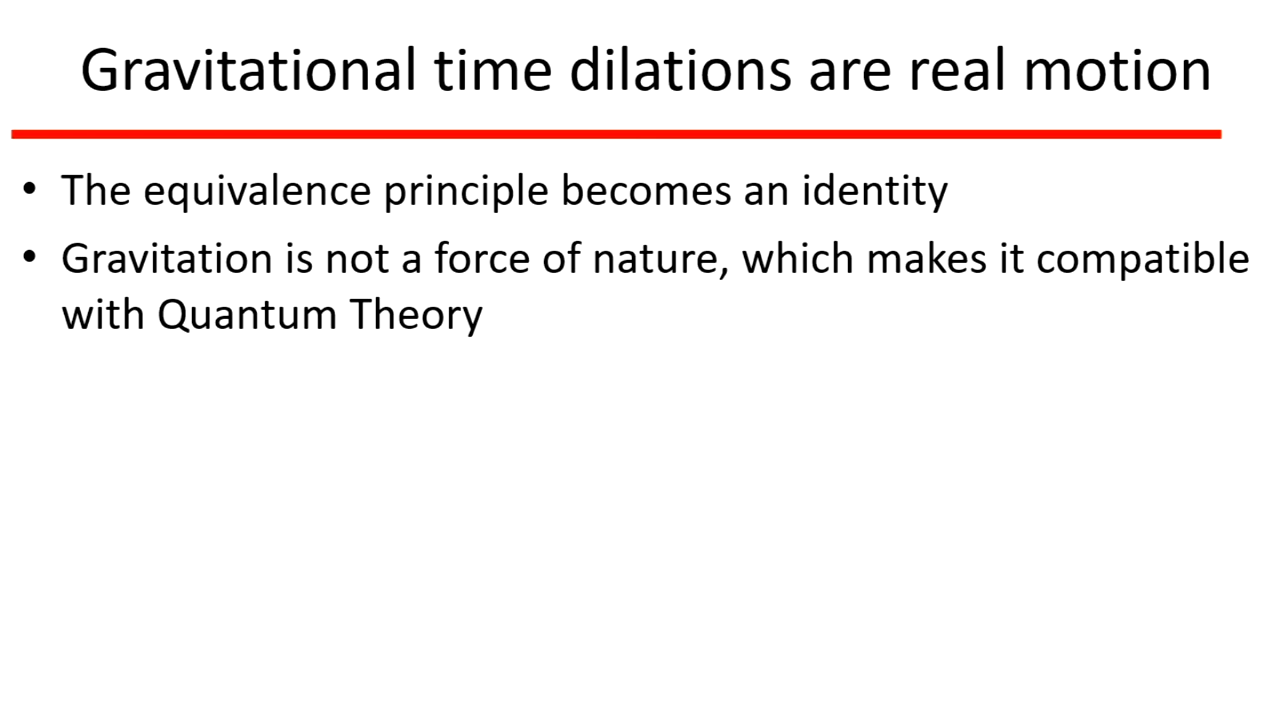 Gravitational time dilations are real motion
• The equivalence principle becomes an identity
• Gravitation is not a force of nature, which makes it compatible
with Quantum Theory